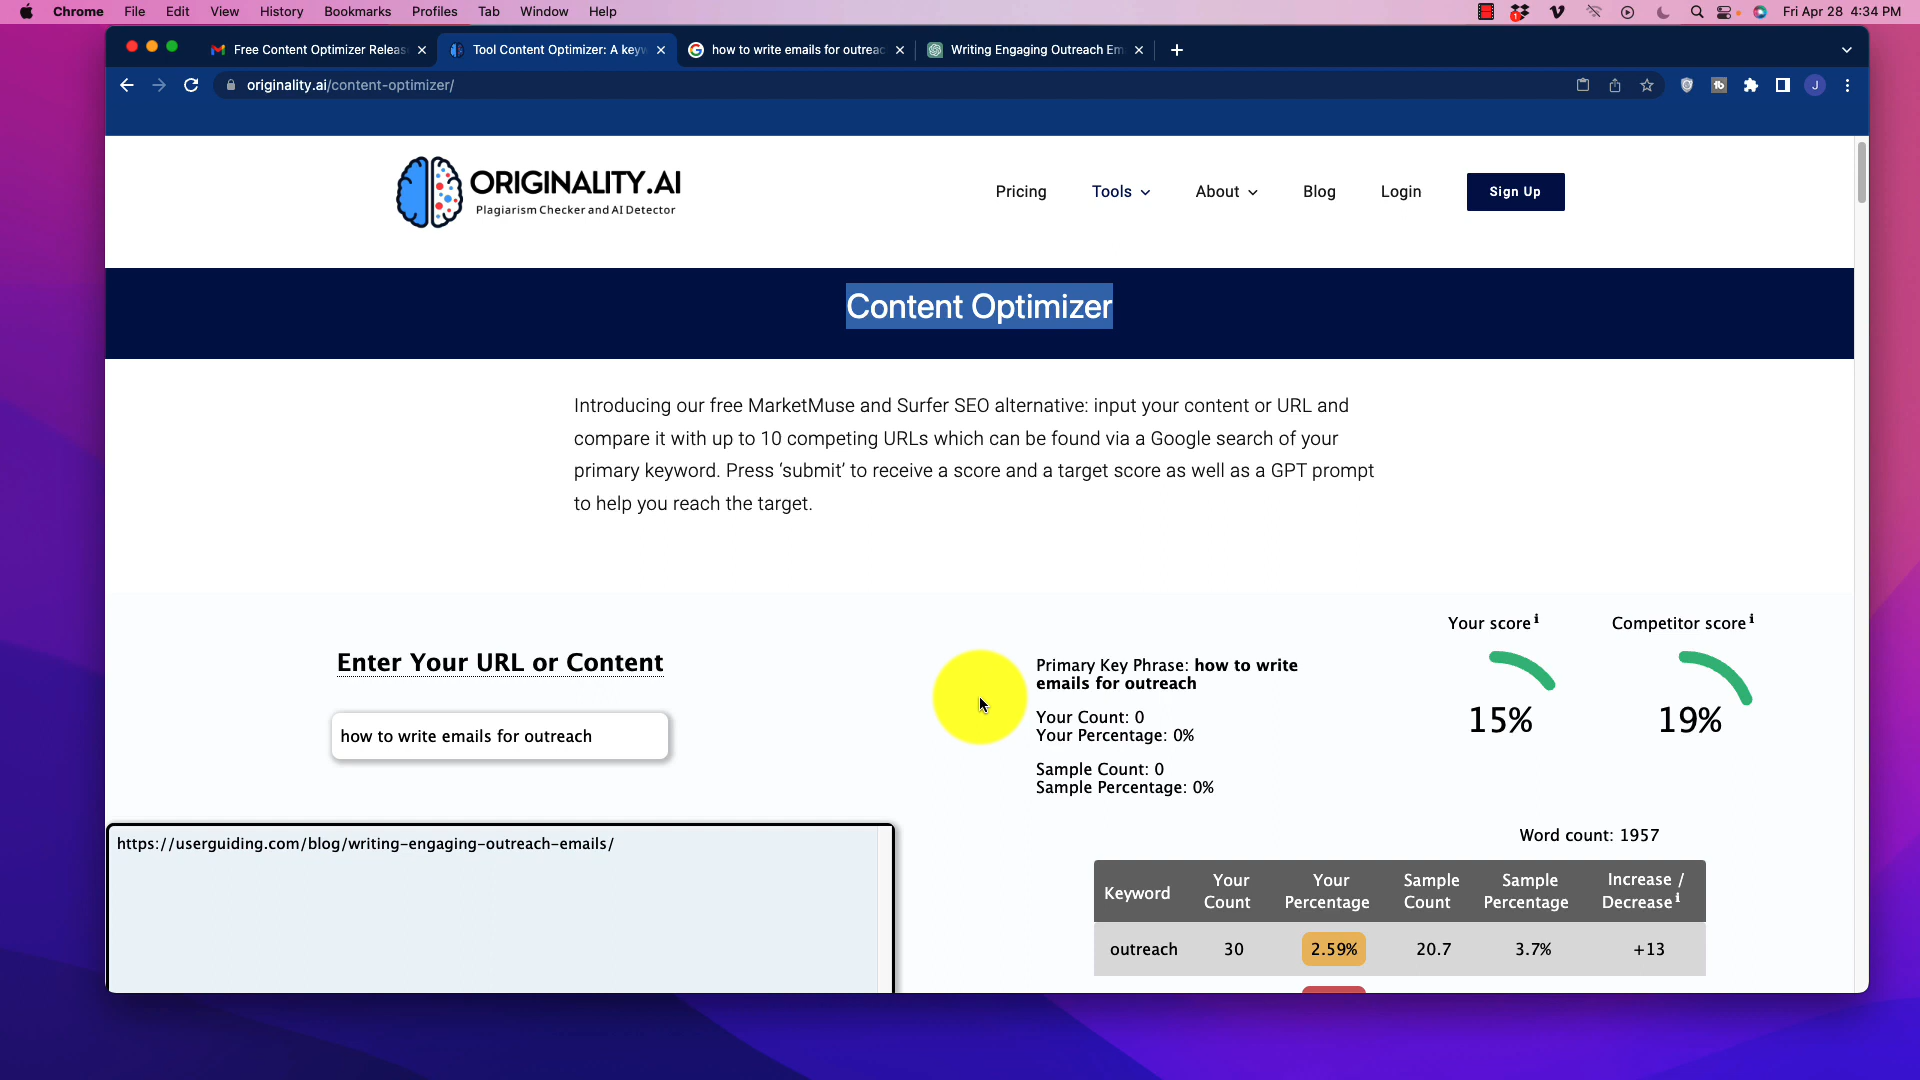 Chrome File Edit View History Bookmarks Profiles Tab Window Help
1
Fri Apr 28 4:34 PM
Free Content Optimizer Releas
Tool Content Optimizer: A keyw
how to write emails for outreac
Writing Engaging Outreach Em
originality.ai/content-optimizer/
tb
J
ORIGINALITY.AI
Plagiarism Checker and AI Detector
Pricing Tools About Blog Login Sign Up
Content Optimizer
Introducing our free MarketMuse and Surfer SEO alternative: input your content or URL and
compare it with up to 10 competing URLs which can be found via a Google search of your
primary keyword. Press ‘submit’ to receive a score and a target score as well as a GPT prompt
to help you reach the target.
Enter Your URL or Content
how to write emails for outreach
https://userguiding.com/blog/writing-engaging-outreach-emails/
Primary Key Phrase: how to write
emails for outreach
Your Count: 0
Your Percentage: 0%
Sample Count: 0
Sample Percentage: 0%
Your score i
15%
Competitor score i
19%
Word count: 1957
Keyword Your Count Your Percentage Sample Count Sample Percentage Increase / Decrease i
outreach 30 2.59% 20.7 3.7% +13